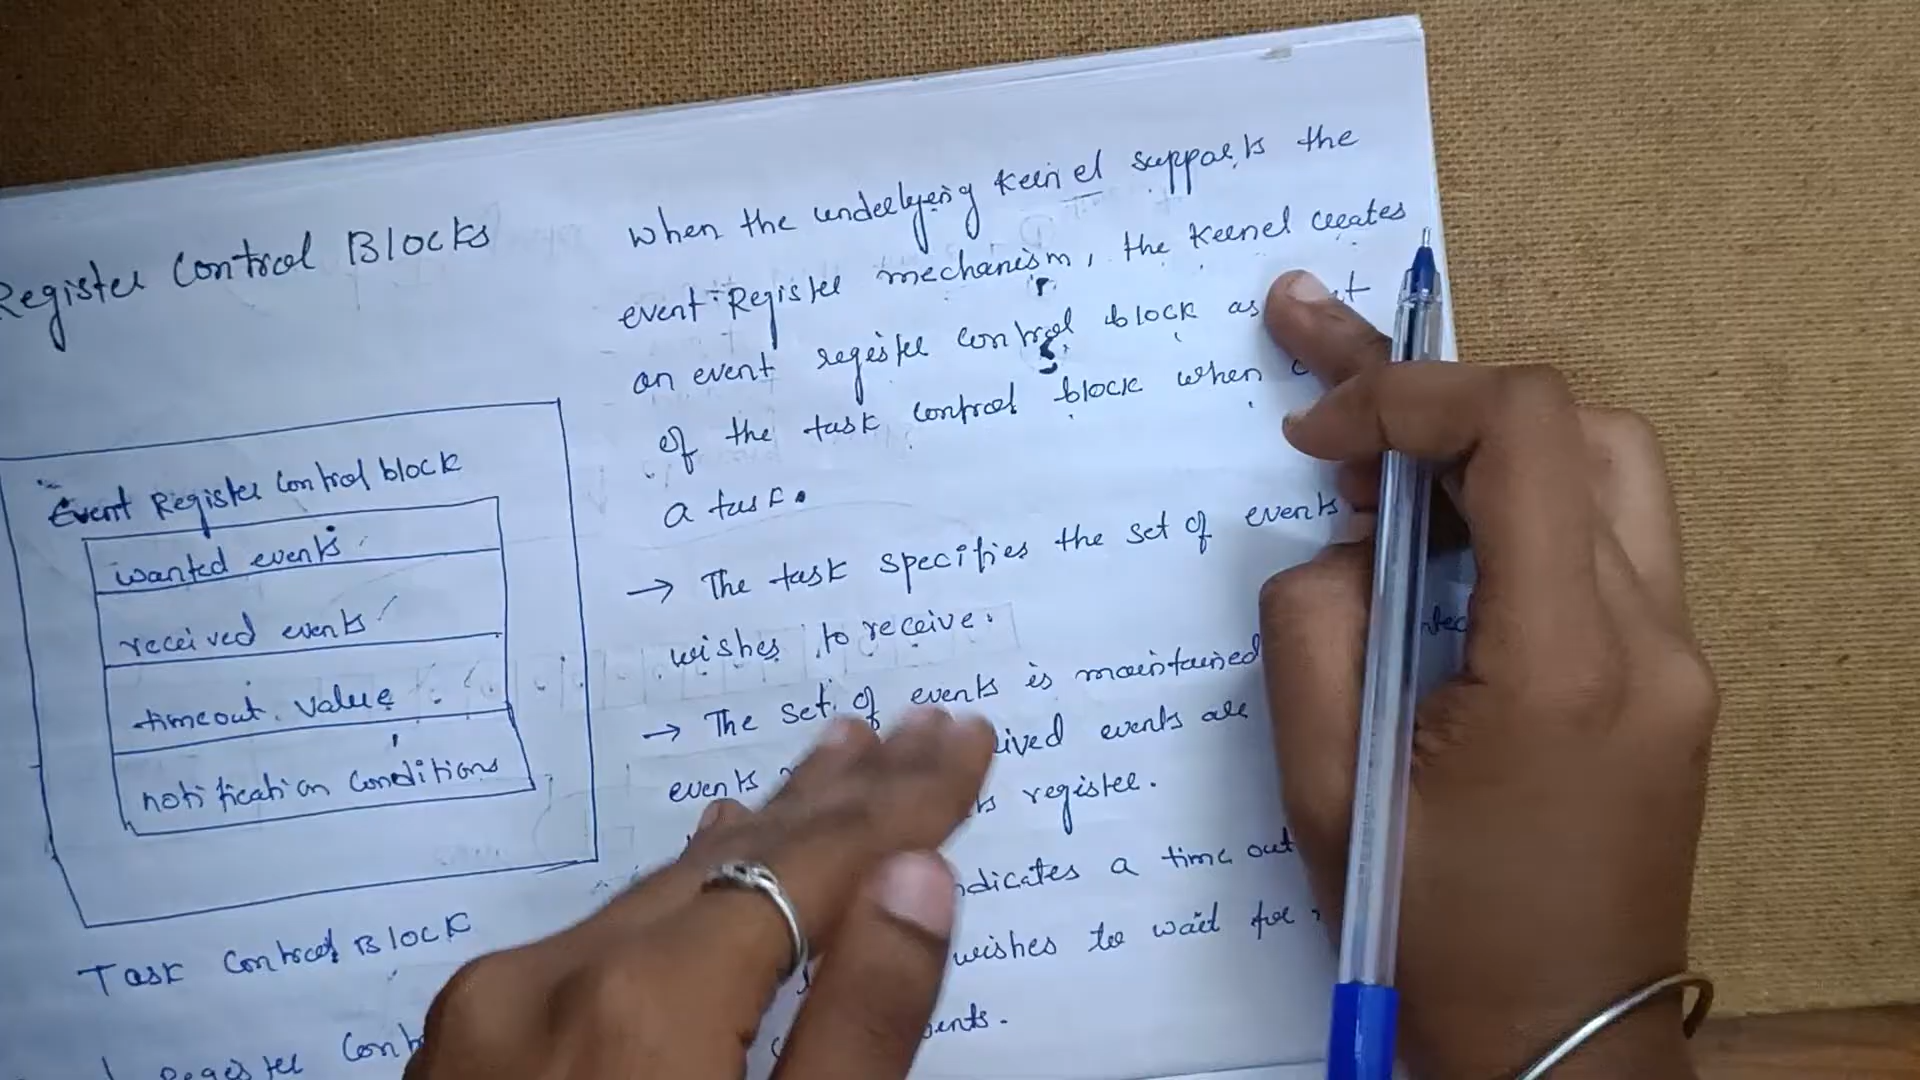 Register Control Blocks
Event Register Control block
wanted events
received events
timeout value
notification conditions
Task Control Block
Register
when the underlying Kernel supports the
event Register mechanism, the Kernel creates
an event register control block as
of the task control block when
a task.
→ The task specifies the set of events
wishes to receive.
→ The set of events is maintained
events are
events register.
a time out
wishes to wait for